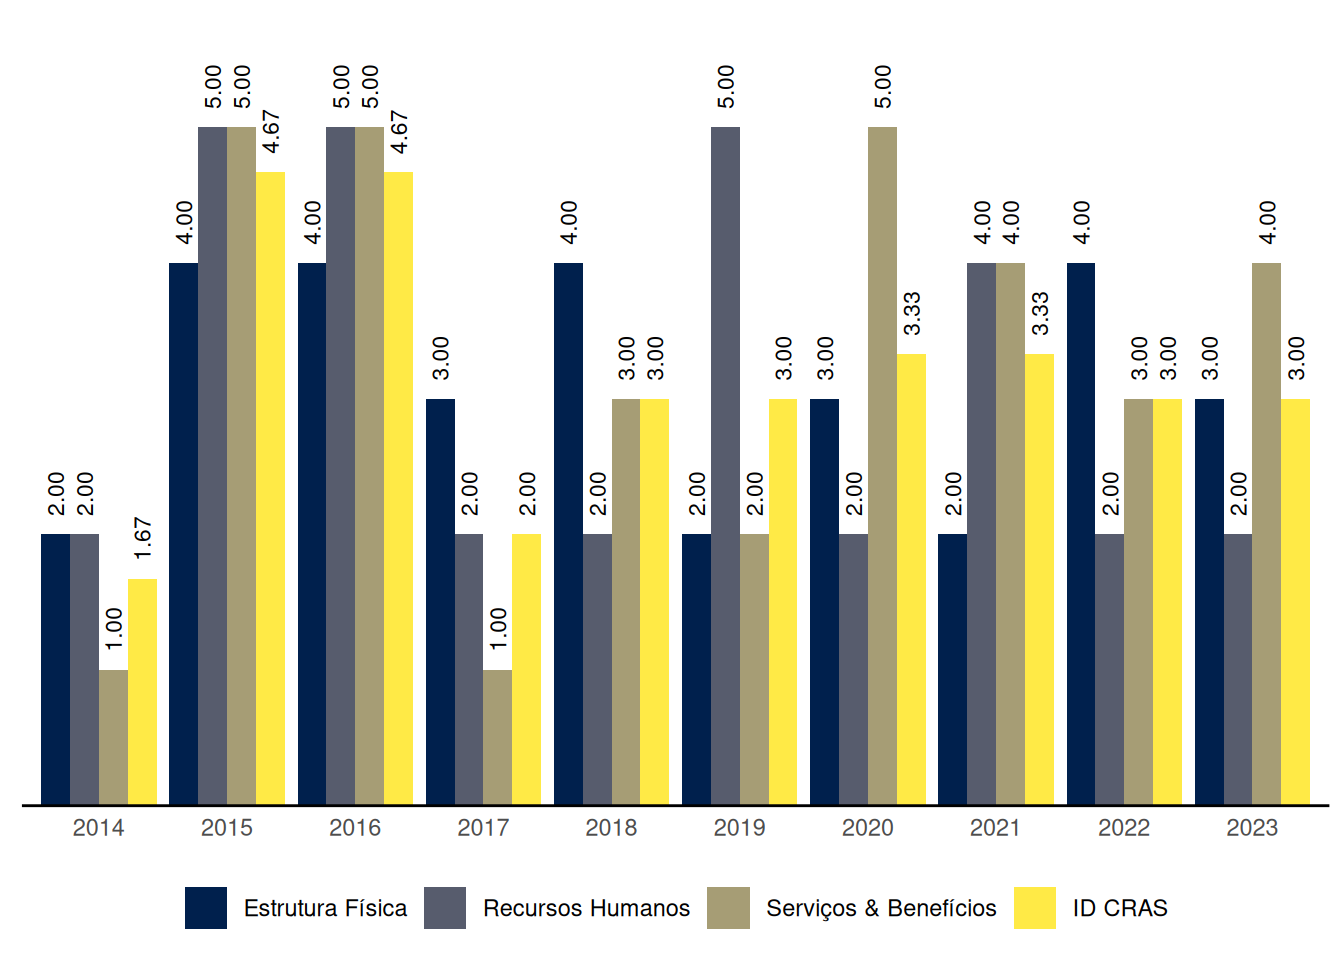 5.00 5.00 5.00 5.00 5.00 5.00
4.67 4.67
4.00 4.00 4.00 4.00 4.00 4.00 4.00
3.33 3.33
3.00 3.00 3.00 3.00 3.00 3.00 3.00 3.00 3.00
2.00 2.00 2.00 2.00 2.00 2.00 2.00 2.00 2.00 2.00 2.00
1.67
1.00 1.00
2014 2015 2016 2017 2018 2019 2020 2021 2022 2023
Estrutura Física Recursos Humanos Serviços & Benefícios ID CRAS